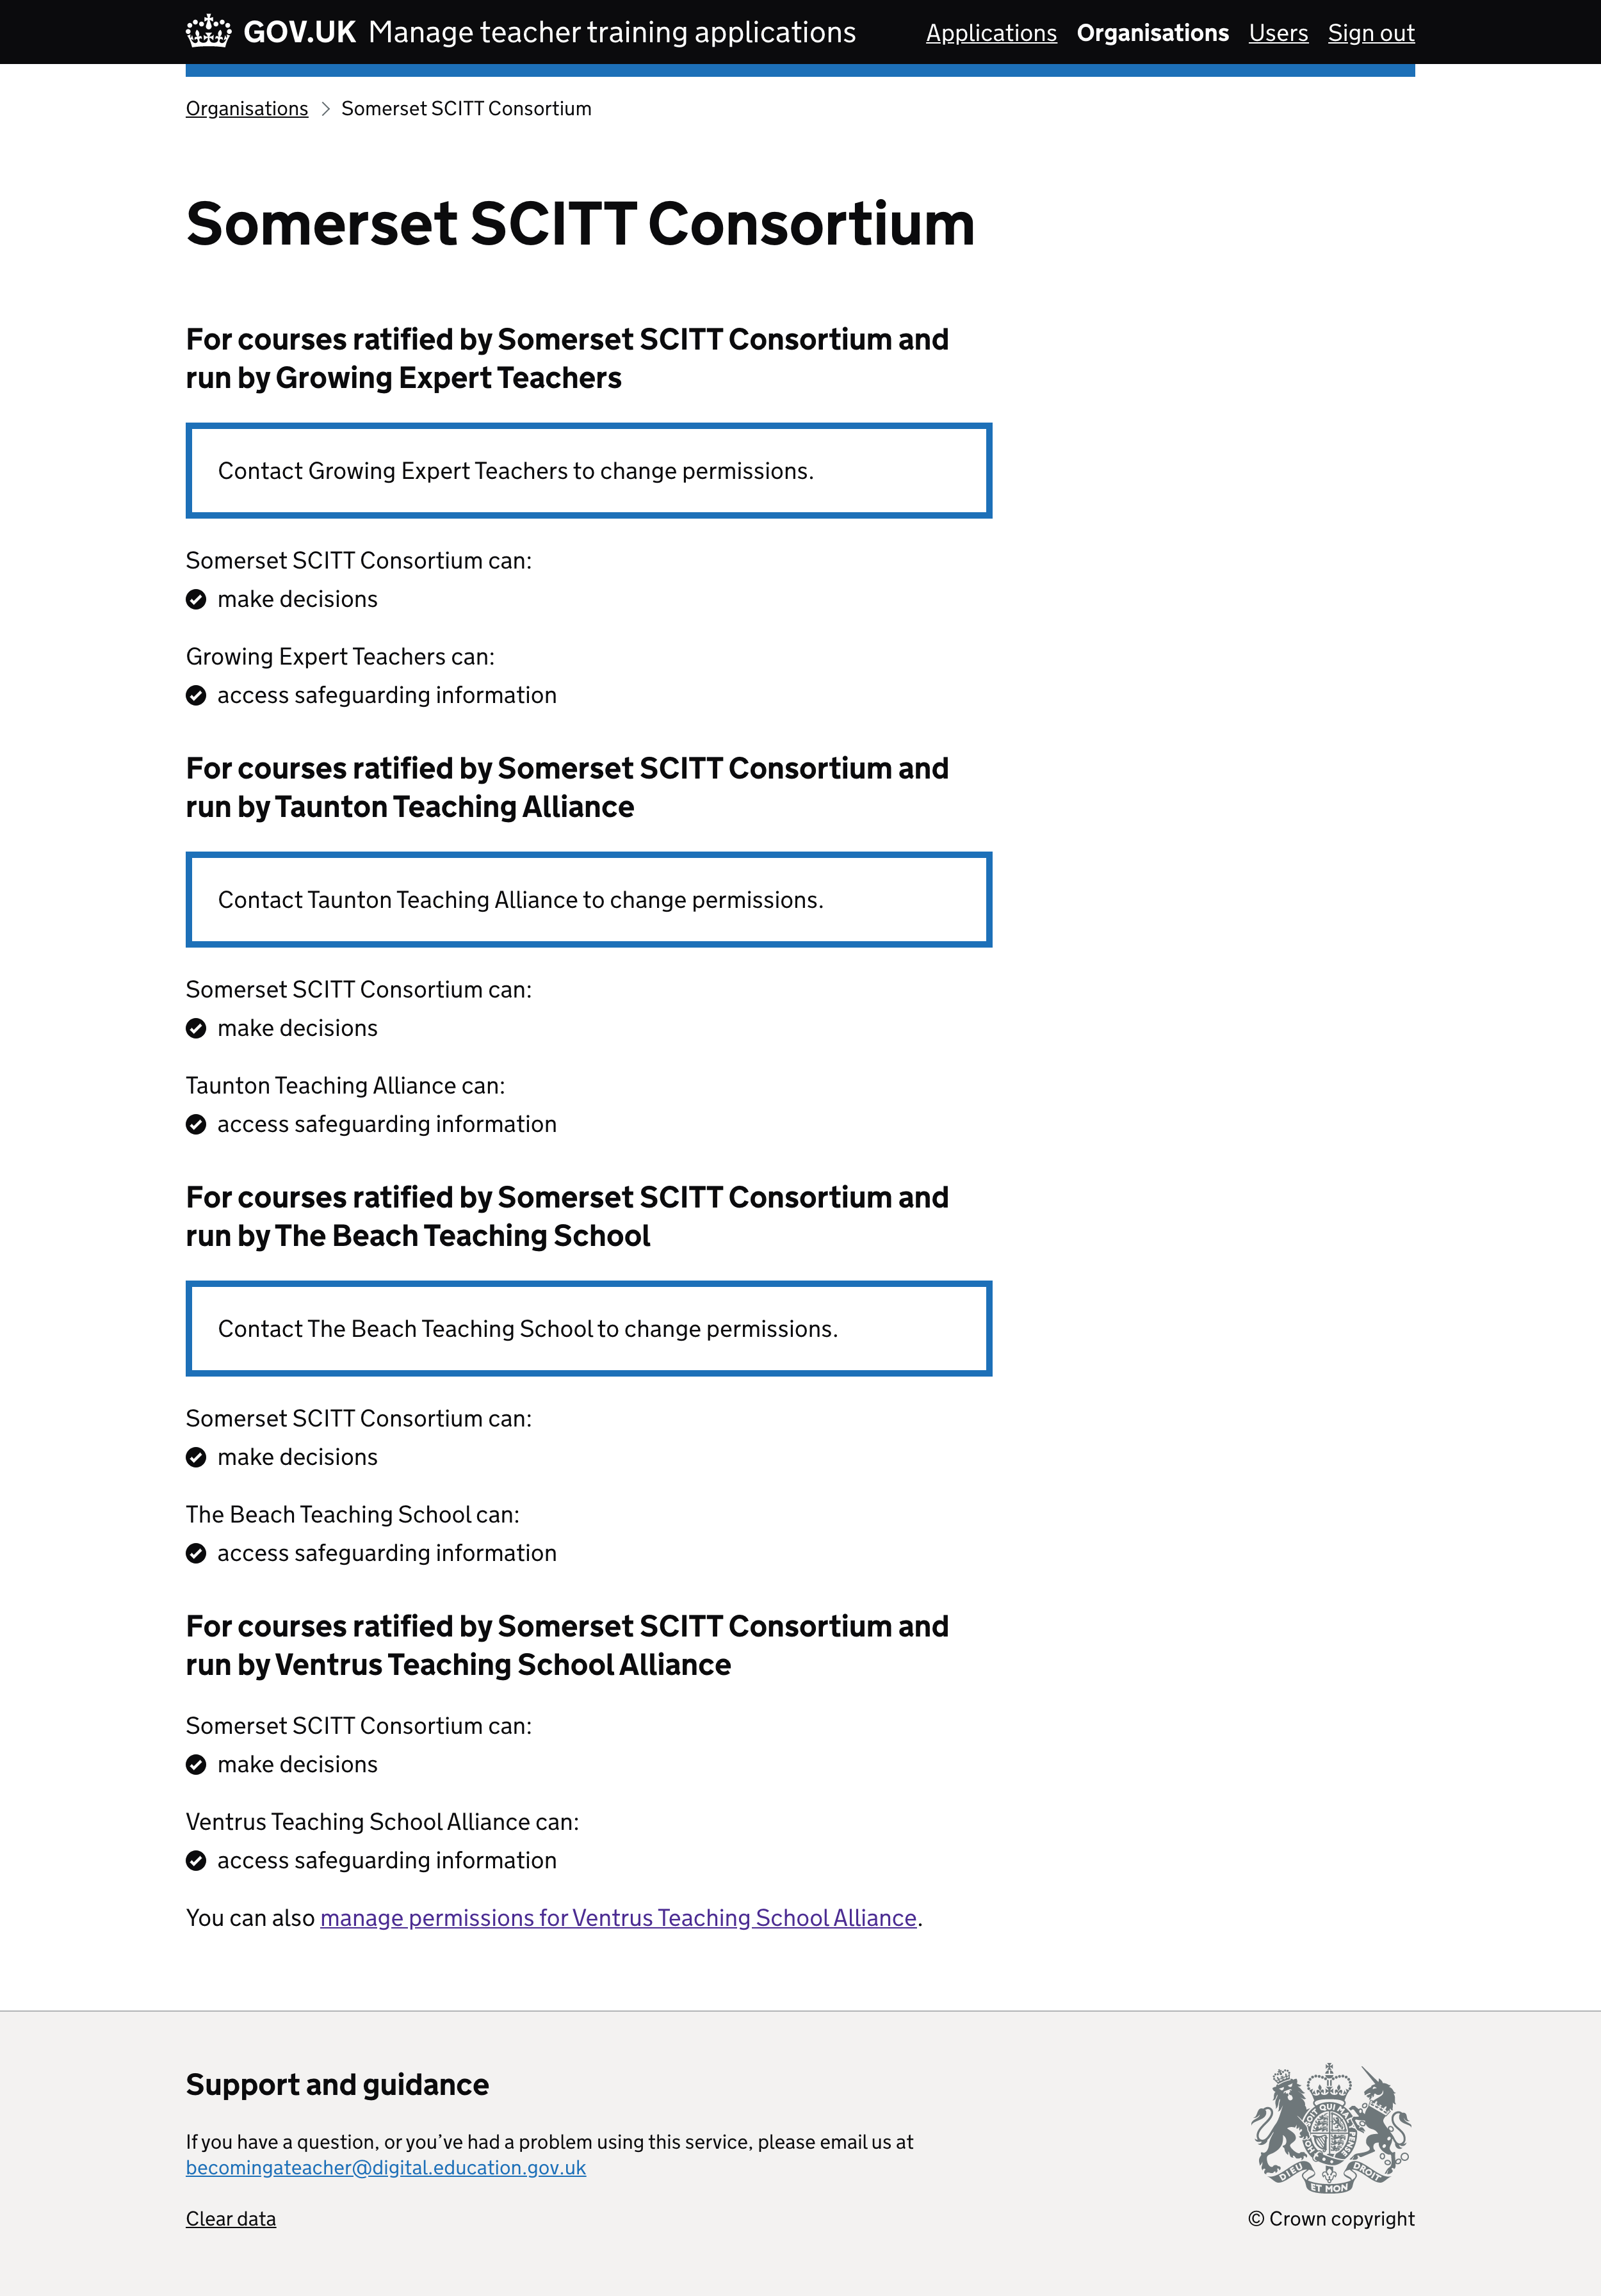 GOV.UK Manage teacher training applications Applications Organisations Users Sign out
Organisations Somerset SCITT Consortium
Somerset SCITT Consortium
For courses ratified by Somerset SCITT Consortium and
run by Growing Expert Teachers
Contact Growing Expert Teachers to change permissions.
Somerset SCITT Consortium can:
make decisions
Growing Expert Teachers can:
access safeguarding information
For courses ratified by Somerset SCITT Consortium and
run by Taunton Teaching Alliance
Contact Taunton Teaching Alliance to change permissions.
Somerset SCITT Consortium can:
make decisions
Taunton Teaching Alliance can:
access safeguarding information
For courses ratified by Somerset SCITT Consortium and
run by The Beach Teaching School
Contact The Beach Teaching School to change permissions.
Somerset SCITT Consortium can:
make decisions
The Beach Teaching School can:
access safeguarding information
For courses ratified by Somerset SCITT Consortium and
run by Ventrus Teaching School Alliance
Somerset SCITT Consortium can:
make decisions
Ventrus Teaching School Alliance can:
access safeguarding information
You can also manage permissions for Ventrus Teaching School Alliance.
Support and guidance
If you have a question, or you’ve had a problem using this service, please email us at
becomingateacher@digital.education.gov.uk
Clear data
DIEU ET MON DROIT
© Crown copyright